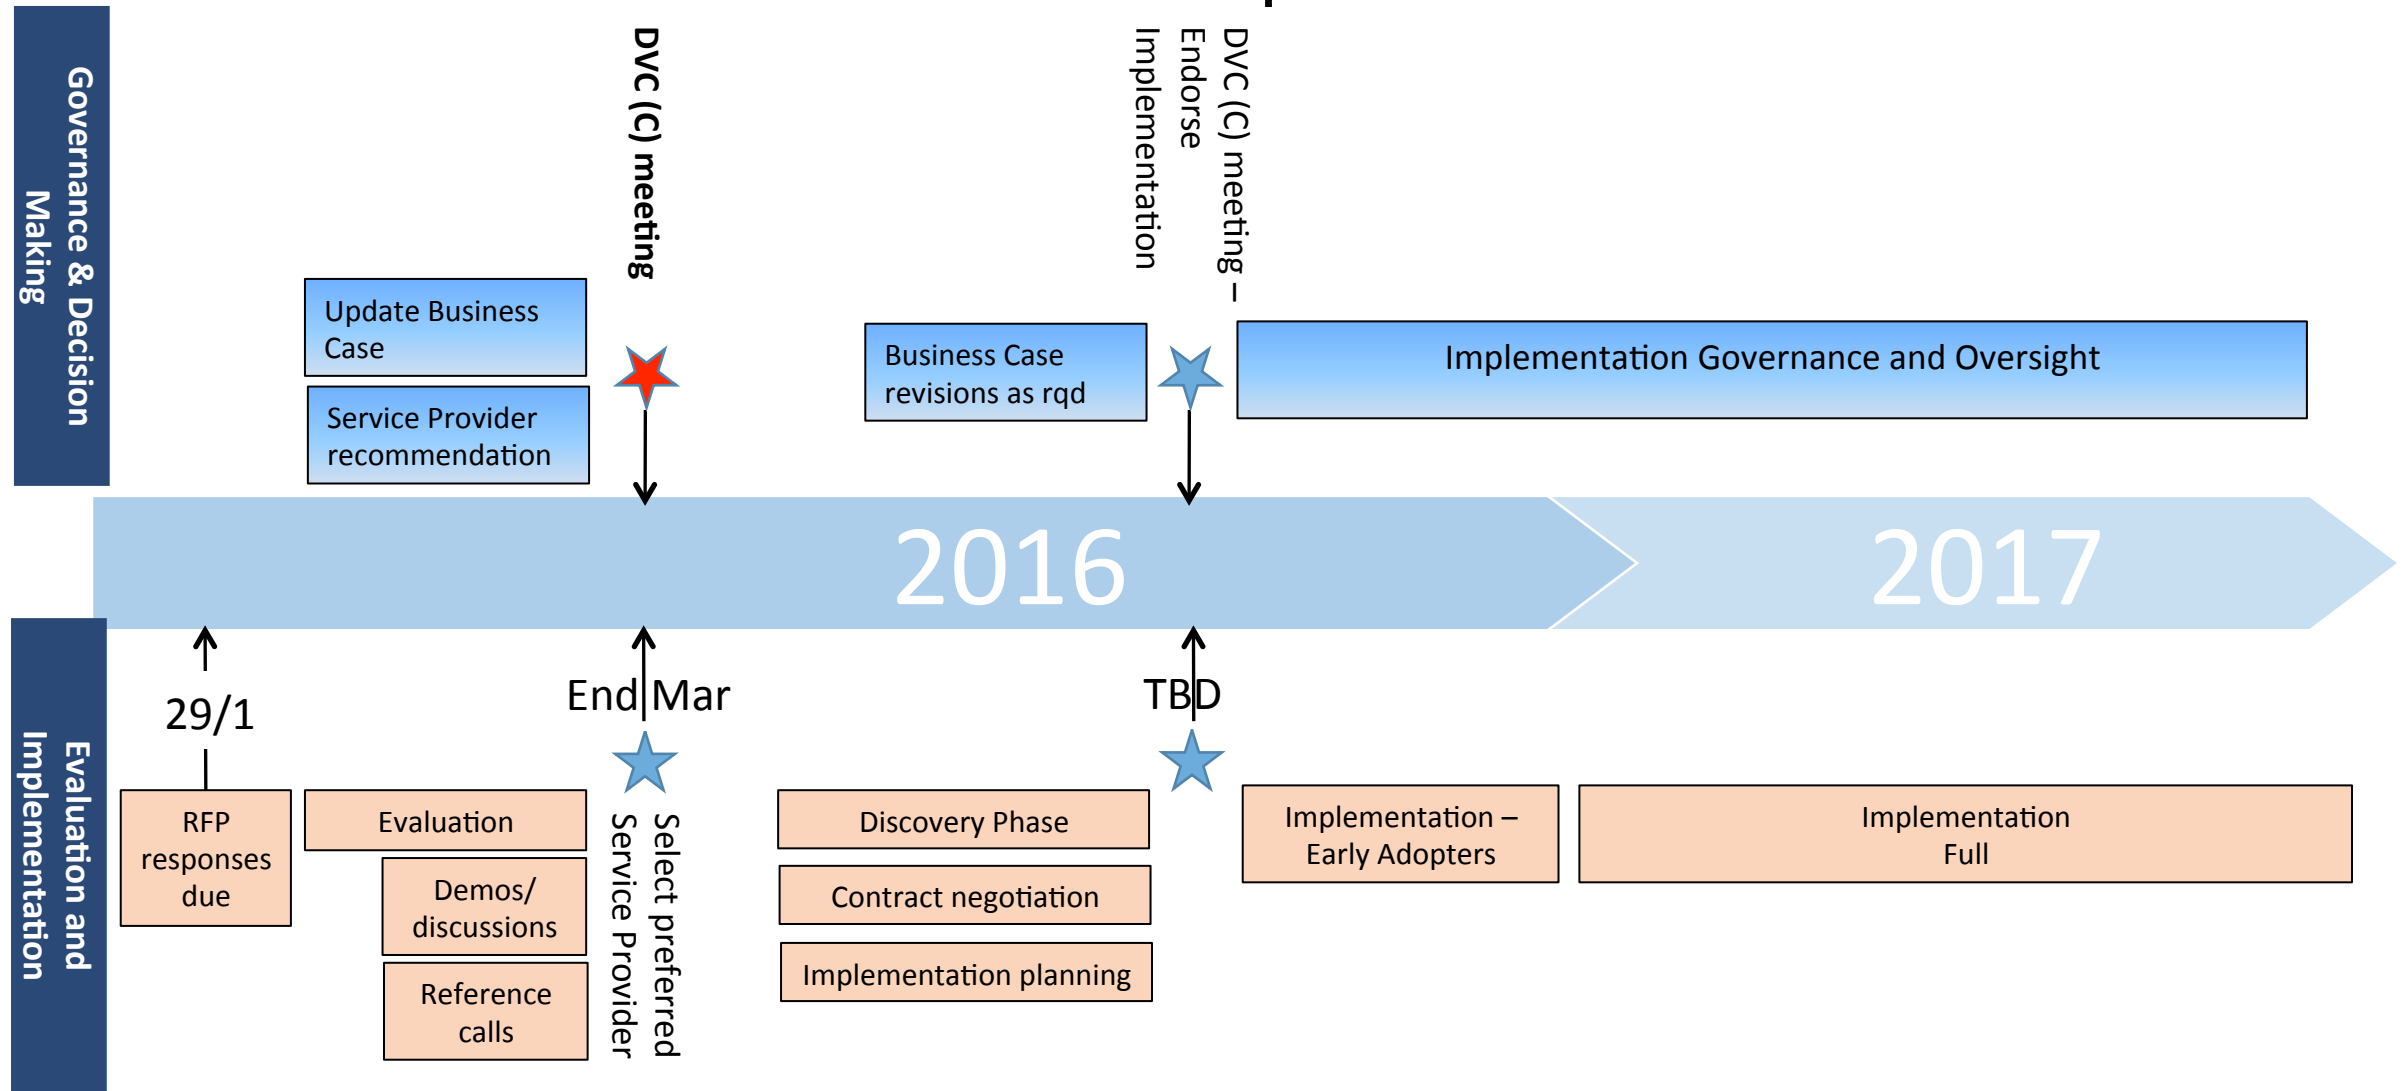 Governance & Decision
Making
DVC (C) meeting
DVC (C) meeting –
Endorse
Implementation
Update Business
Case
Service Provider
recommendation
Business Case
revisions as rqd
Implementation Governance and Oversight
2016
2017
Evaluation and
Implementation
29/1
End Mar
TBD
RFP
responses
due
Evaluation
Demos/
discussions
Reference
calls
Select preferred
Service Provider
Discovery Phase
Contract negotiation
Implementation planning
Implementation –
Early Adopters
Implementation
Full